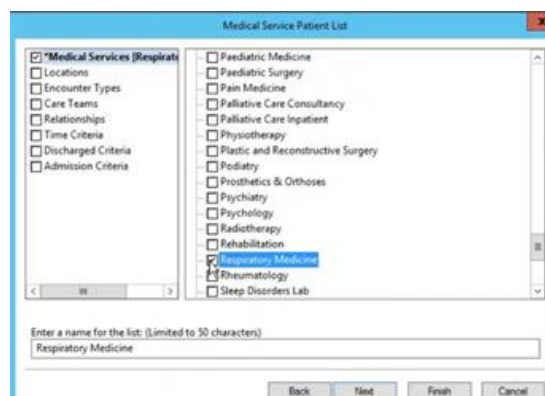 Medical Service Patient List
x
*Medical Services [Respirato
Locations
Encounter Types
Care Teams
Relationships
Time Criteria
Discharged Criteria
Admission Criteria
Paediatric Medicine
Paediatric Surgery
Pain Medicine
Palliative Care Consultancy
Palliative Care Inpatient
Physiotherapy
Plastic and Reconstructive Surgery
Podiatry
Prosthetics & Orthoses
Psychiatry
Psychology
Radiotherapy
Rehabilitation
Respiratory Medicine
Rheumatology
Sleep Disorders Lab
Enter a name for the list: (Limited to 50 characters)
Respiratory Medicine
Back Next Finish Cancel